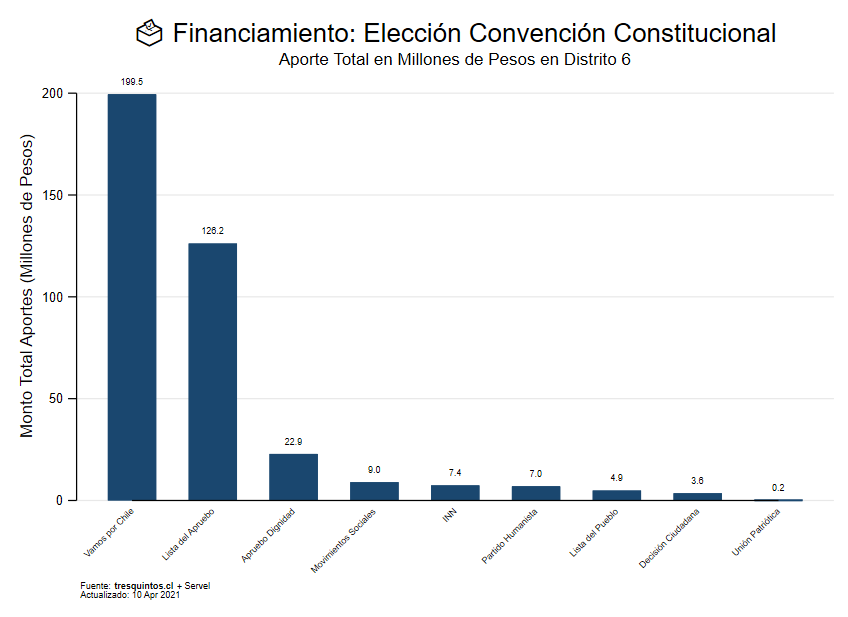 Financiamiento: Elección Convención Constitucional
Aporte Total en Millones de Pesos en Distrito 6
Monto Total Aportes (Millones de Pesos)
200
150
100
50
0
199.5
126.2
22.9
9.0
7.4
7.0
4.9
3.6
0.2
Vamos por Chile
Lista del Apruebo
Apruebo Dignidad
Movimientos Sociales
INN
Partido Humanista
Lista del Pueblo
Decisión Ciudadana
Unión Patriótica
Fuente: tresquintos.cl + Servel
Actualizado: 10 Apr 2021